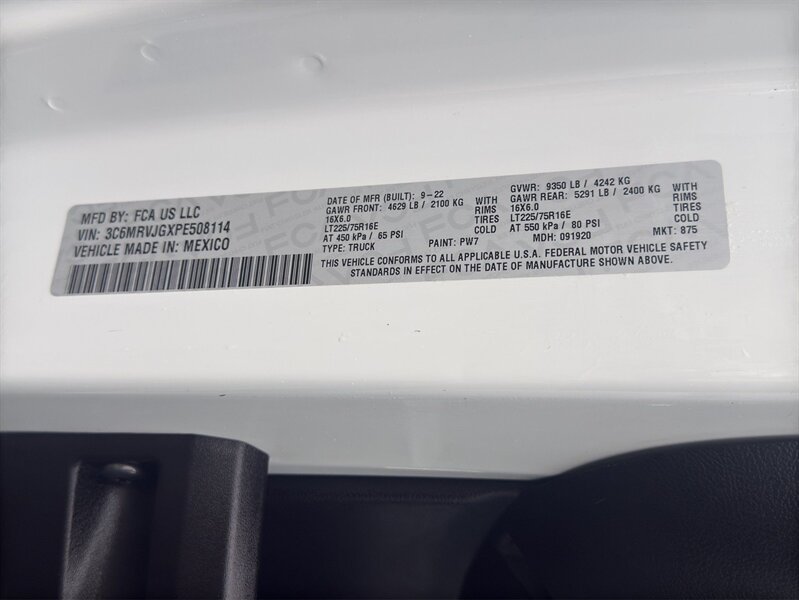 MFD BY: FCA US LLC
VIN: 3C6MRVJGXPE508114
VEHICLE MADE IN: MEXICO
DATE OF MFR (BUILT): 9-22
GAWR FRONT: 4629 LB / 2100 KG WITH
16X6.0 RIMS
LT225/75R16E TIRES
AT 450 kPa / 65 PSI COLD
TYPE: TRUCK PAINT: PW7
GVWR: 9350 LB / 4242 KG
GAWR REAR: 5291 LB / 2400 KG WITH
16X6.0 RIMS
LT225/75R16E TIRES
AT 550 kPa / 80 PSI COLD
MDH: 091920 MKT: 875
THIS VEHICLE CONFORMS TO ALL APPLICABLE U.S.A. FEDERAL MOTOR VEHICLE SAFETY
STANDARDS IN EFFECT ON THE DATE OF MANUFACTURE SHOWN ABOVE.